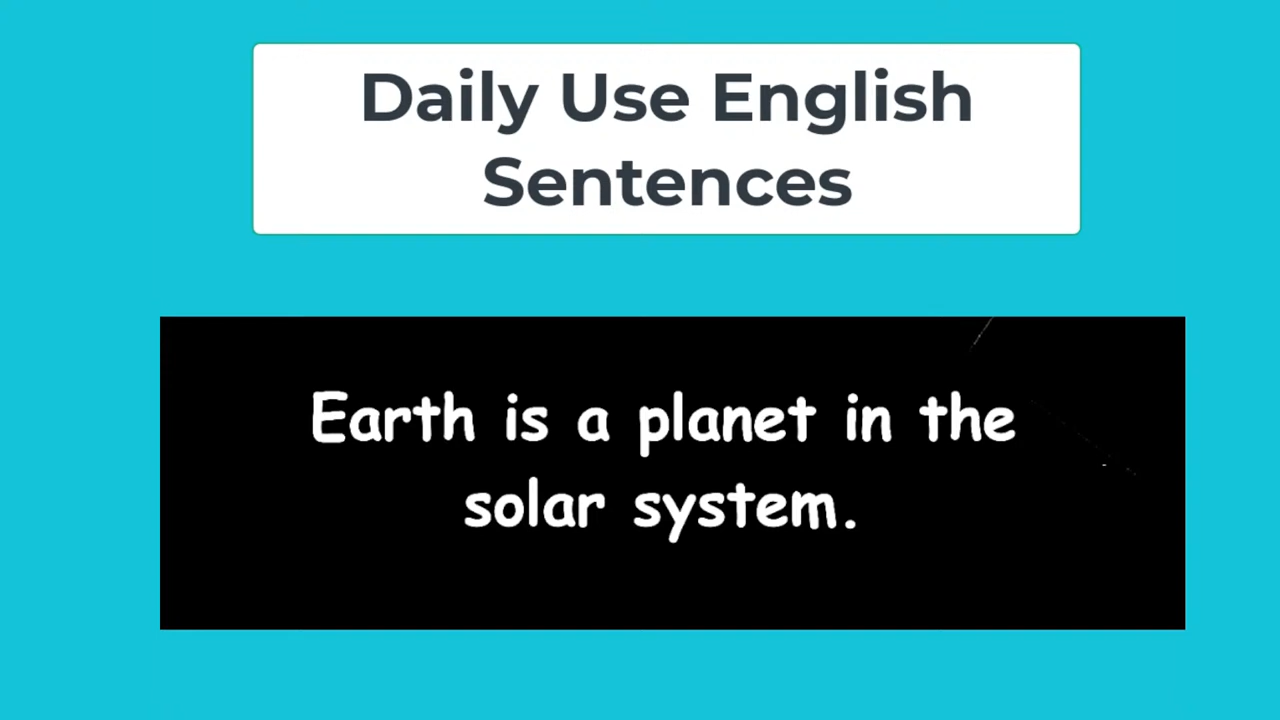 Daily Use English
Sentences
Earth is a planet in the
solar system.